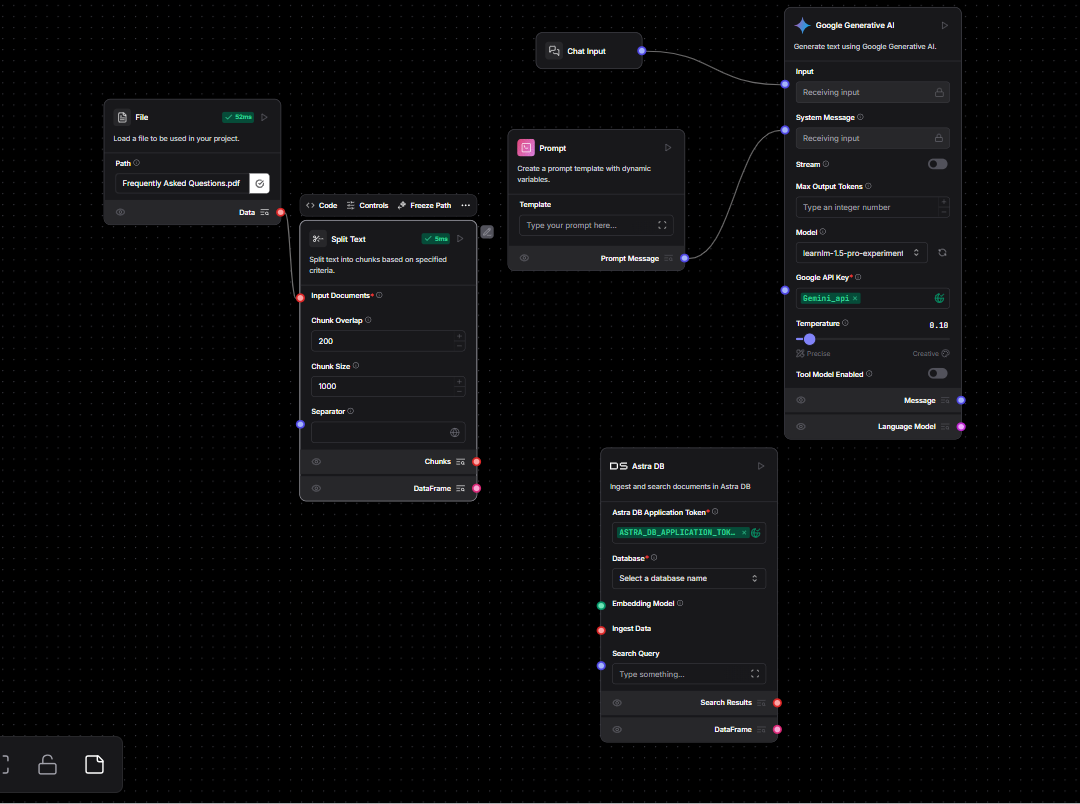 File
52ms
Load a file to be used in your project.
Path
Frequently Asked Questions.pdf
Data
Code
Controls
Freeze Path
Split Text
5ms
Split text into chunks based on specified
criteria.
Input Documents*
Chunk Overlap
200
Chunk Size
1000
Separator
Chunks
DataFrame
Chat Input
Prompt
Create a prompt template with dynamic
variables.
Template
Type your prompt here...
Prompt Message
Google Generative AI
Generate text using Google Generative AI.
Input
Receiving input
System Message
Receiving input
Stream
Max Output Tokens
Type an integer number
Model
learnlm-1.5-pro-experiment
Google API Key*
Gemini_api ×
Temperature
0.10
Precise
Creative
Tool Model Enabled
Message
Language Model
DS Astra DB
Ingest and search documents in Astra DB
Astra DB Application Token*
ASTRA_DB_APPLICATION_TOK… ×
Database*
Select a database name
Embedding Model
Ingest Data
Search Query
Type something...
Search Results
DataFrame